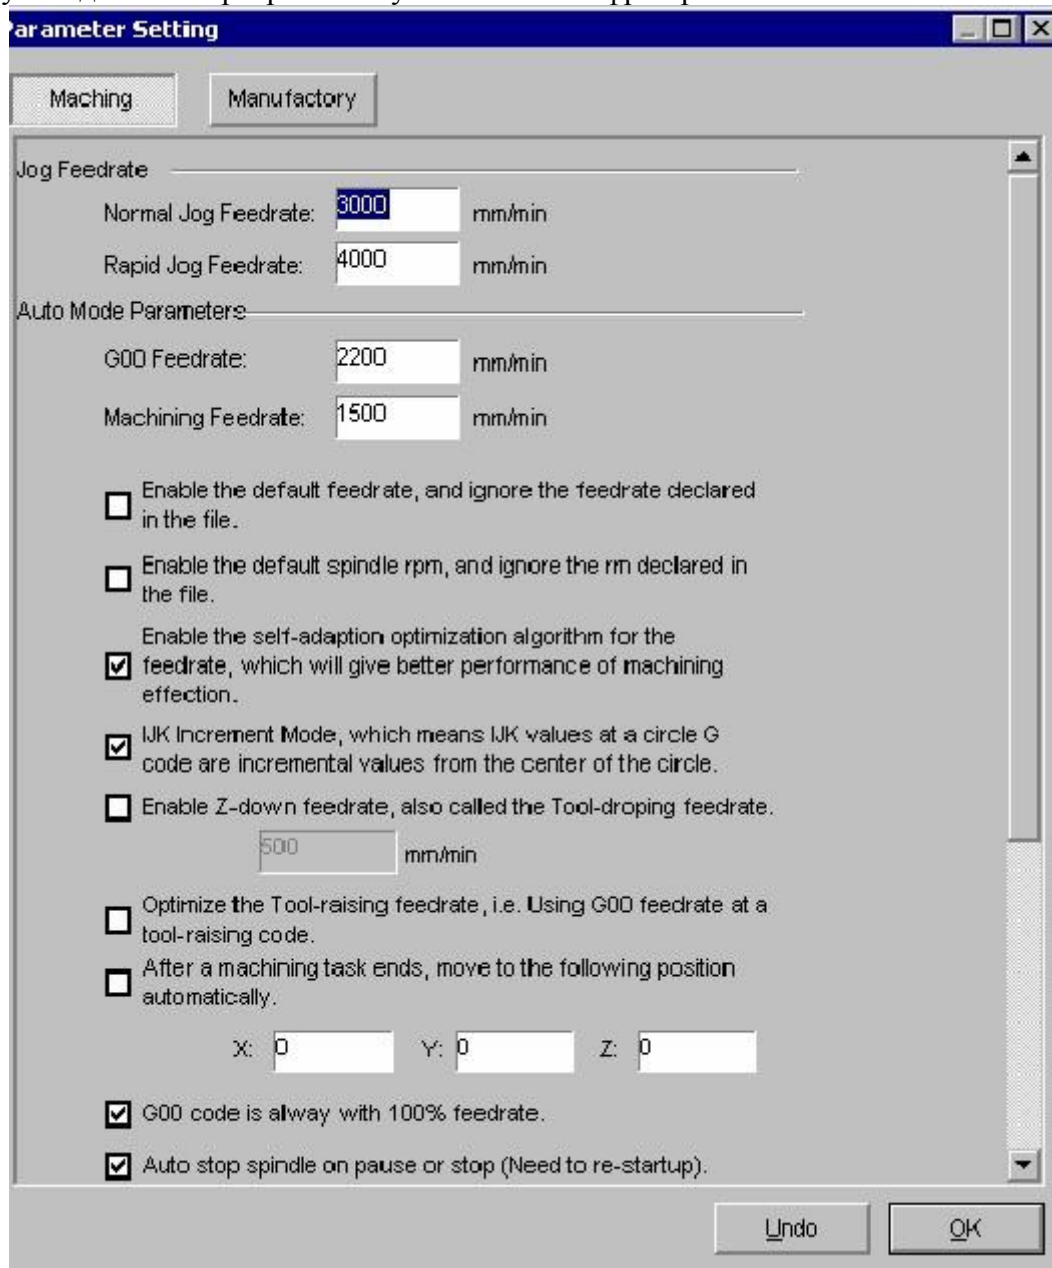 Parameter Setting
Maching
Manufactory
Jog Feedrate
Normal Jog Feedrate: 3000 mm/min
Rapid Jog Feedrate: 4000 mm/min
Auto Mode Parameters
G00 Feedrate: 2200 mm/min
Machining Feedrate: 1500 mm/min
Enable the default feedrate, and ignore the feedrate declared
in the file.
Enable the default spindle rpm, and ignore the rm declared in
the file.
Enable the self-adaption optimization algorithm for the
feedrate, which will give better performance of machining
effection.
IJK Increment Mode, which means IJK values at a circle G
code are incremental values from the center of the circle.
Enable Z-down feedrate, also called the Tool-droping feedrate.
500 mm/min
Optimize the Tool-raising feedrate, i.e. Using G00 feedrate at a
tool-raising code.
After a machining task ends, move to the following position
automatically.
X: 0 Y: 0 Z: 0
G00 code is alway with 100% feedrate.
Auto stop spindle on pause or stop (Need to re-startup).
Undo
OK